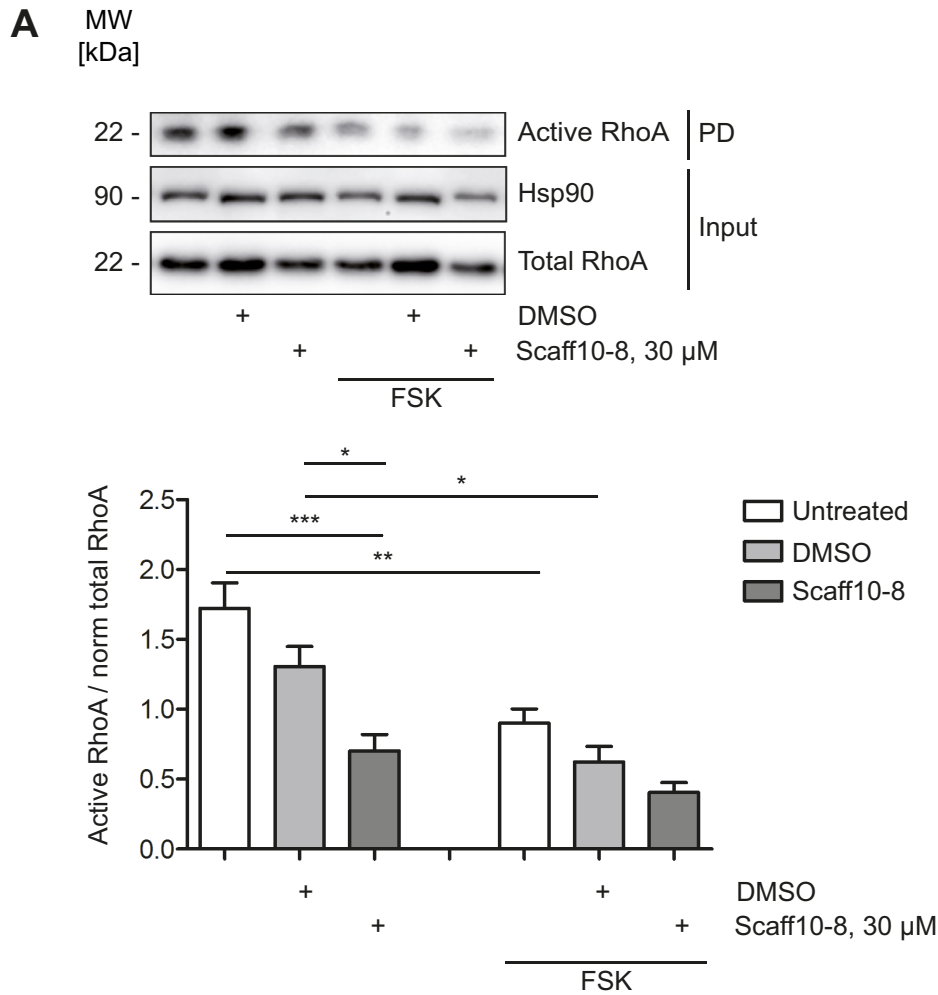 A
MW
[kDa]
22 - Active RhoA PD
90 - Hsp90
Input
22 - Total RhoA
+ + DMSO
+ + Scaff10-8, 30 µM
FSK
*
*
***
**
Active RhoA / norm total RhoA
2.5
2.0
1.5
1.0
0.5
0.0
Untreated
DMSO
Scaff10-8
+ + DMSO
+ + Scaff10-8, 30 µM
FSK